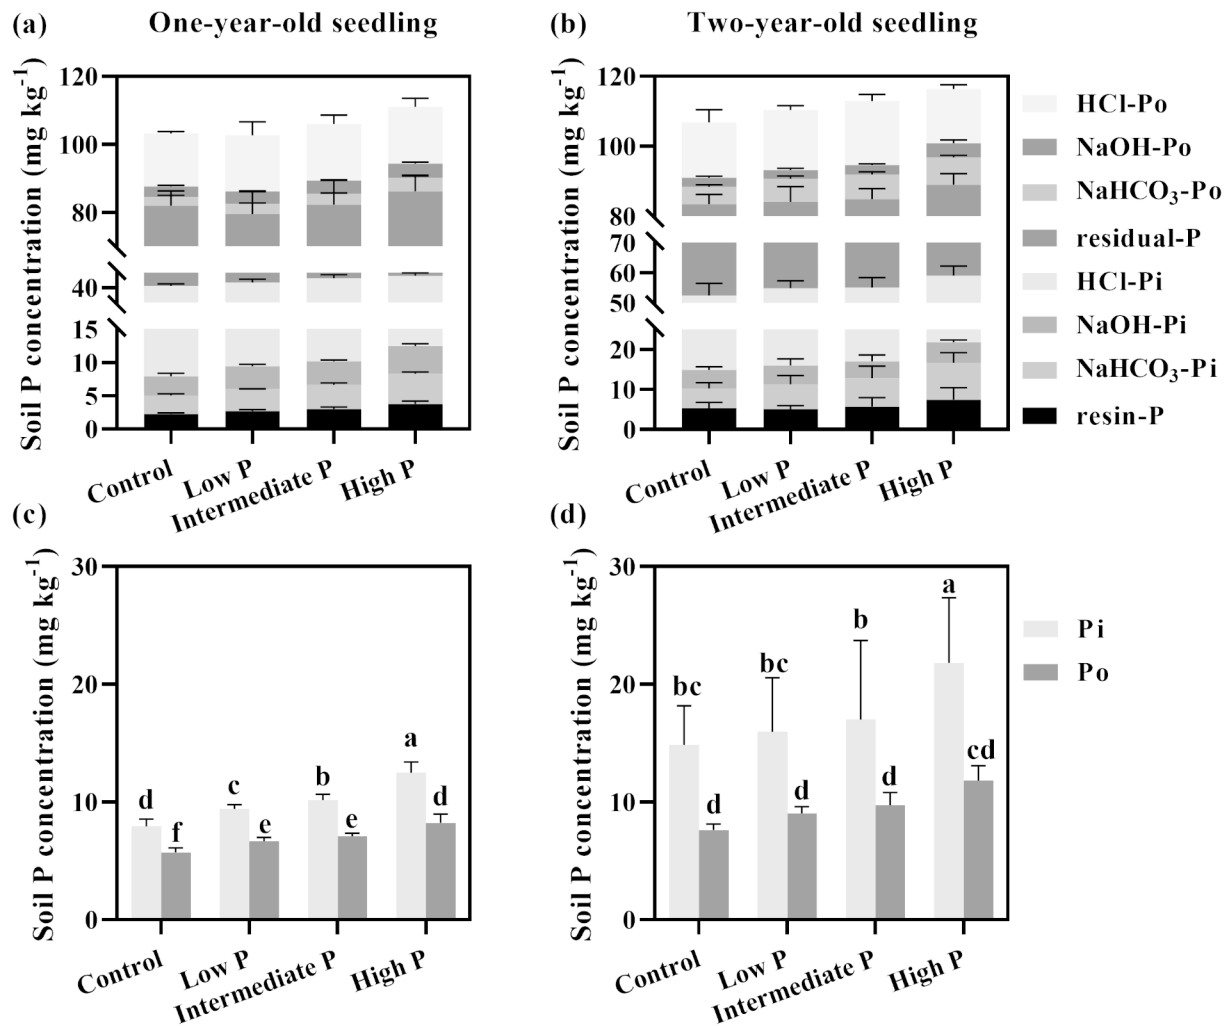 (a) One-year-old seedling
Soil P concentration (mg kg⁻¹)
120
100
80
40
15
10
5
0
Control
Low P
Intermediate P
High P
(b) Two-year-old seedling
Soil P concentration (mg kg⁻¹)
120
100
80
70
60
50
20
10
0
Control
Low P
Intermediate P
High P
HCl-Po
NaOH-Po
NaHCO₃-Po
residual-P
HCl-Pi
NaOH-Pi
NaHCO₃-Pi
resin-P
(c)
Soil P concentration (mg kg⁻¹)
30
20
10
0
d f c e b e a d
Control
Low P
Intermediate P
High P
(d)
Soil P concentration (mg kg⁻¹)
30
20
10
0
bc d bc d b d a cd
Control
Low P
Intermediate P
High P
Pi
Po